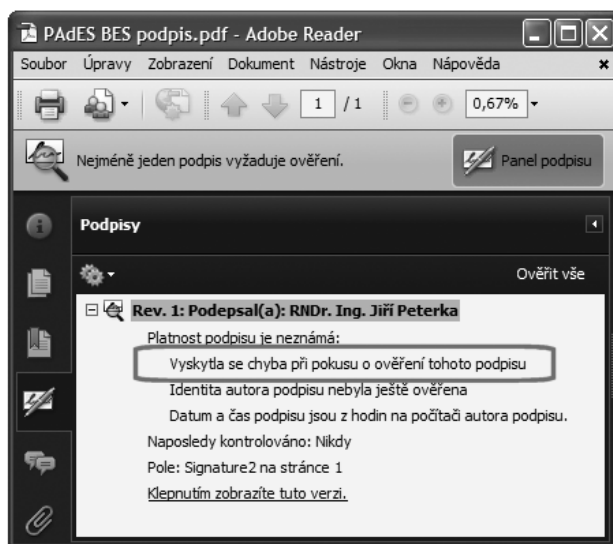 PAdES BES podpis.pdf - Adobe Reader
Soubor Úpravy Zobrazení Dokument Nástroje Okna Nápověda
1 / 1 0,67%
Nejméně jeden podpis vyžaduje ověření. Panel podpisu
Podpisy
Ověřit vše
Rev. 1: Podepsal(a): RNDr. Ing. Jiří Peterka
Platnost podpisu je neznámá:
Vyskytla se chyba při pokusu o ověření tohoto podpisu
Identita autora podpisu nebyla ještě ověřena
Datum a čas podpisu jsou z hodin na počítači autora podpisu.
Naposledy kontrolováno: Nikdy
Pole: Signature2 na stránce 1
Klepnutím zobrazíte tuto verzi.